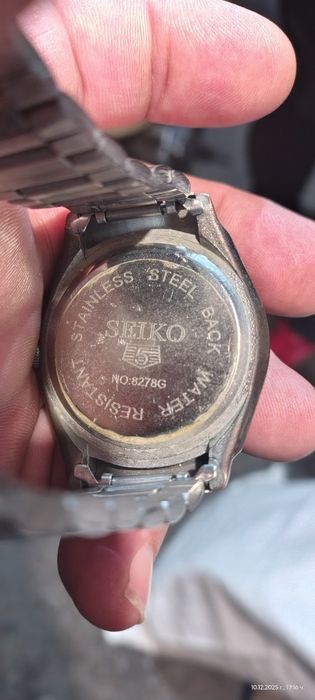 STAINLESS STEEL BACK
SEIKO
5
NO:8278G
WATER RESISTANT
10.12.2025 г., 17:16 ч.